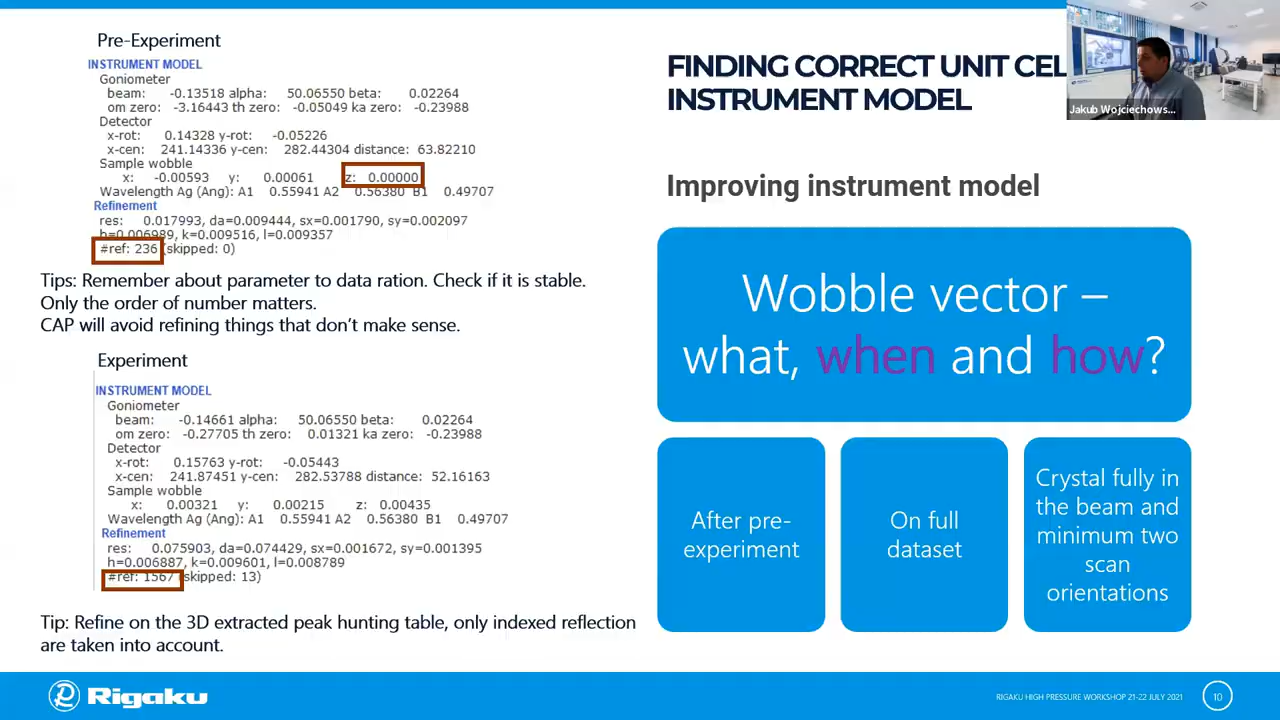 Pre-Experiment
INSTRUMENT MODEL
Goniometer
beam: -0.13518 alpha: 50.06550 beta: 0.02264
om zero: -3.16443 th zero: -0.05049 ka zero: -0.23988
Detector
x-rot: 0.14328 y-rot: -0.05226
x-cen: 241.14336 y-cen: 282.44304 distance: 63.82210
Sample wobble
x: -0.00593 y: 0.00061 z: 0.00000
Wavelength Ag (Ang): A1 0.55941 A2 0.56380 B1 0.49707
Refinement
res: 0.017993, da=0.009444, sx=0.001790, sy=0.002097
h=0.006989, k=0.009516, l=0.009357
#ref: 236 (skipped: 0)
Tips: Remember about parameter to data ration. Check if it is stable.
Only the order of number matters.
CAP will avoid refining things that don't make sense.
Experiment
INSTRUMENT MODEL
Goniometer
beam: -0.14661 alpha: 50.06550 beta: 0.02264
om zero: -0.27705 th zero: 0.01321 ka zero: -0.23988
Detector
x-rot: 0.15763 y-rot: -0.05443
x-cen: 241.87451 y-cen: 282.53788 distance: 52.16163
Sample wobble
x: 0.00321 y: 0.00215 z: 0.00435
Wavelength Ag (Ang): A1 0.55941 A2 0.56380 B1 0.49707
Refinement
res: 0.075903, da=0.074429, sx=0.001672, sy=0.001395
h=0.006887, k=0.009601, l=0.008789
#ref: 1567 (skipped: 13)
Tip: Refine on the 3D extracted peak hunting table, only indexed reflection
are taken into account.
FINDING CORRECT UNIT CEL
INSTRUMENT MODEL
Jakub Wojciechows...
Improving instrument model
Wobble vector –
what, when and how?
After pre-
experiment
On full
dataset
Crystal fully in
the beam and
minimum two
scan
orientations
Rigaku
RIGAKU HIGH PRESSURE WORKSHOP 21-22 JULY 2021
10